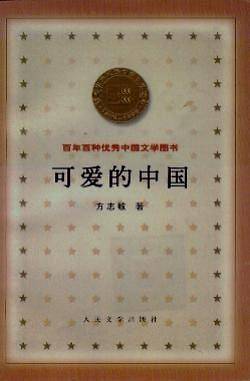 百年百种优秀中国文学图书
可爱的中国
方志敏 著
人民文学出版社